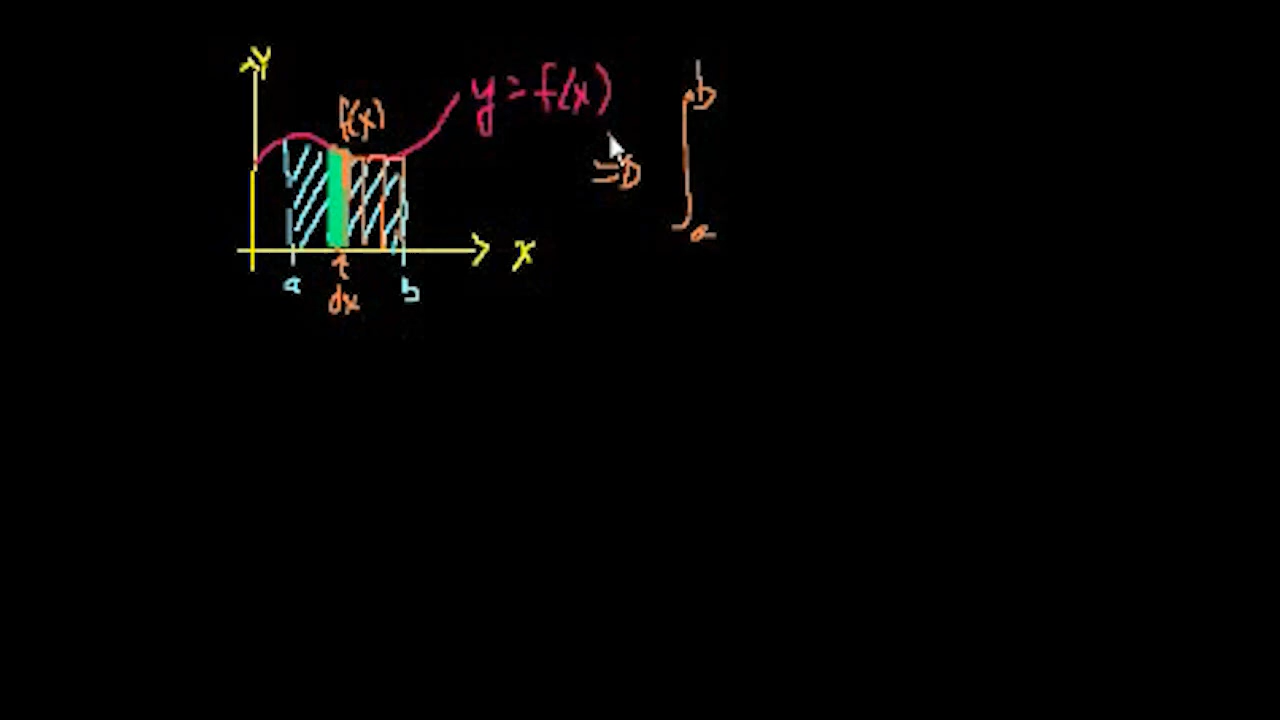 Y
y = f(x)
f(x)
b
⇒ ∫
a
x
a
b
dx